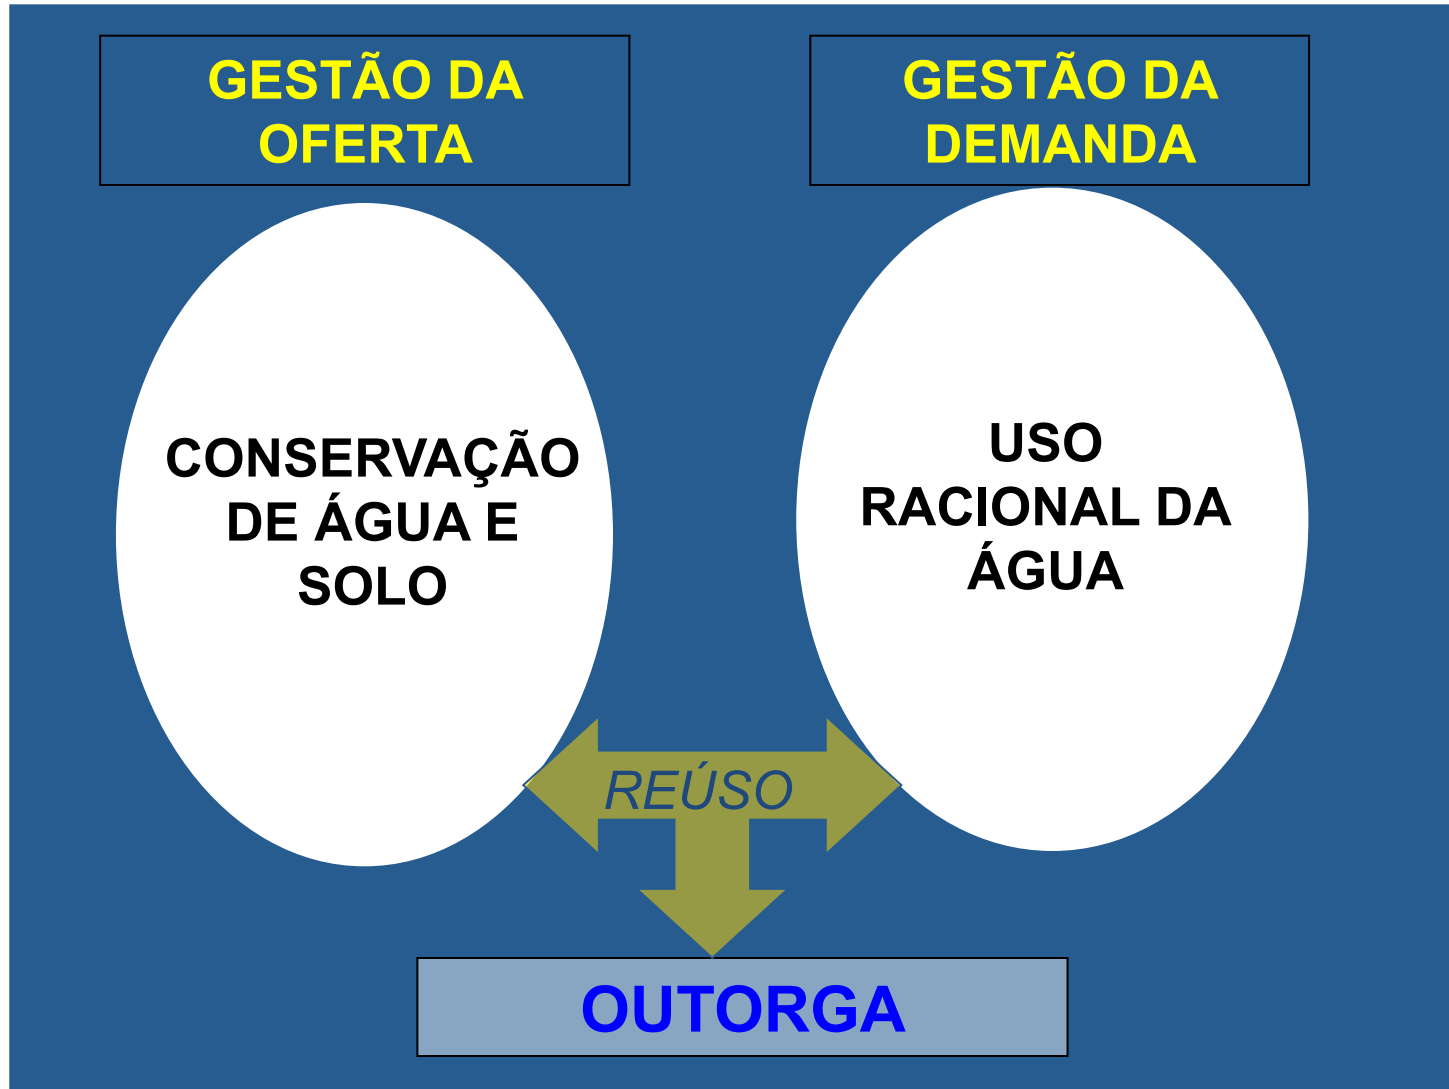 GESTÃO DA
OFERTA
GESTÃO DA
DEMANDA
CONSERVAÇÃO
DE ÁGUA E
SOLO
USO
RACIONAL DA
ÁGUA
REÚSO
OUTORGA